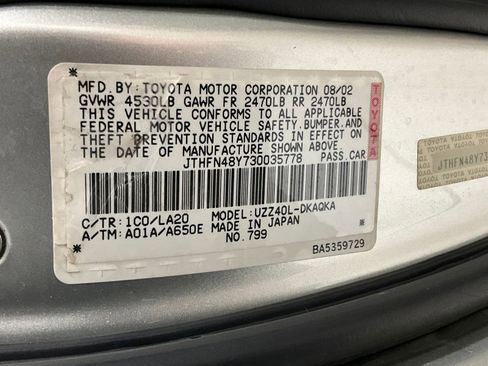 MFD.BY:TOYOTA MOTOR CORPORATION 08/02
GVWR 4530LB GAWR FR 2470LB RR 2470LB
THIS VEHICLE CONFORMS TO ALL APPLICABLE
FEDERAL MOTOR VEHICLE SAFETY,BUMPER,AND
THEFT PREVENTION STANDARDS IN EFFECT ON
THE DATE OF MANUFACTURE SHOWN ABOVE.
JTHFN48Y730035778 PASS.CAR
TOYOTA
C/TR:1C0/LA20 MODEL:UZZ40L-DKAQKA
A/TM:A01A/A650E MADE IN JAPAN
NO.799
BA5359729
JTHFN48Y73